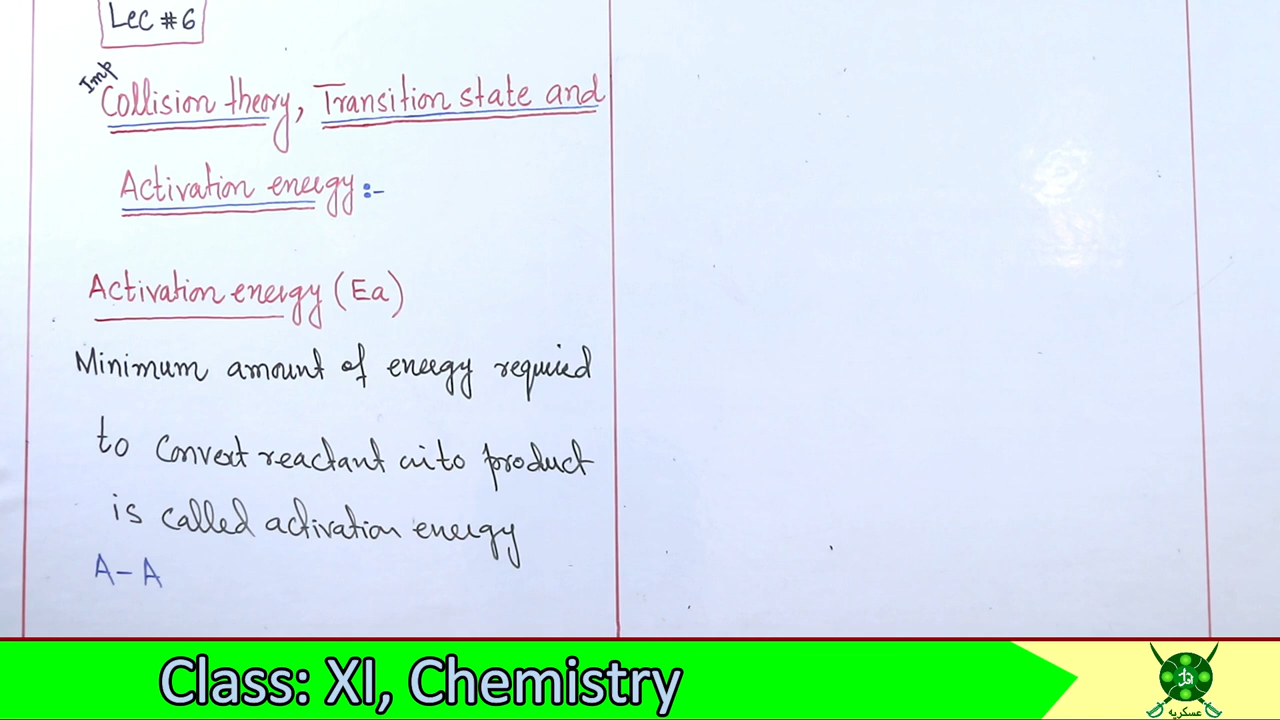 Lec #6
Imp
Collision theory, Transition state and
Activation energy:-
Activation energy (Ea)
Minimum amount of energy required
to Convert reactant into product
is called activation energy
A-A
Class: XI, Chemistry
عسکریہ